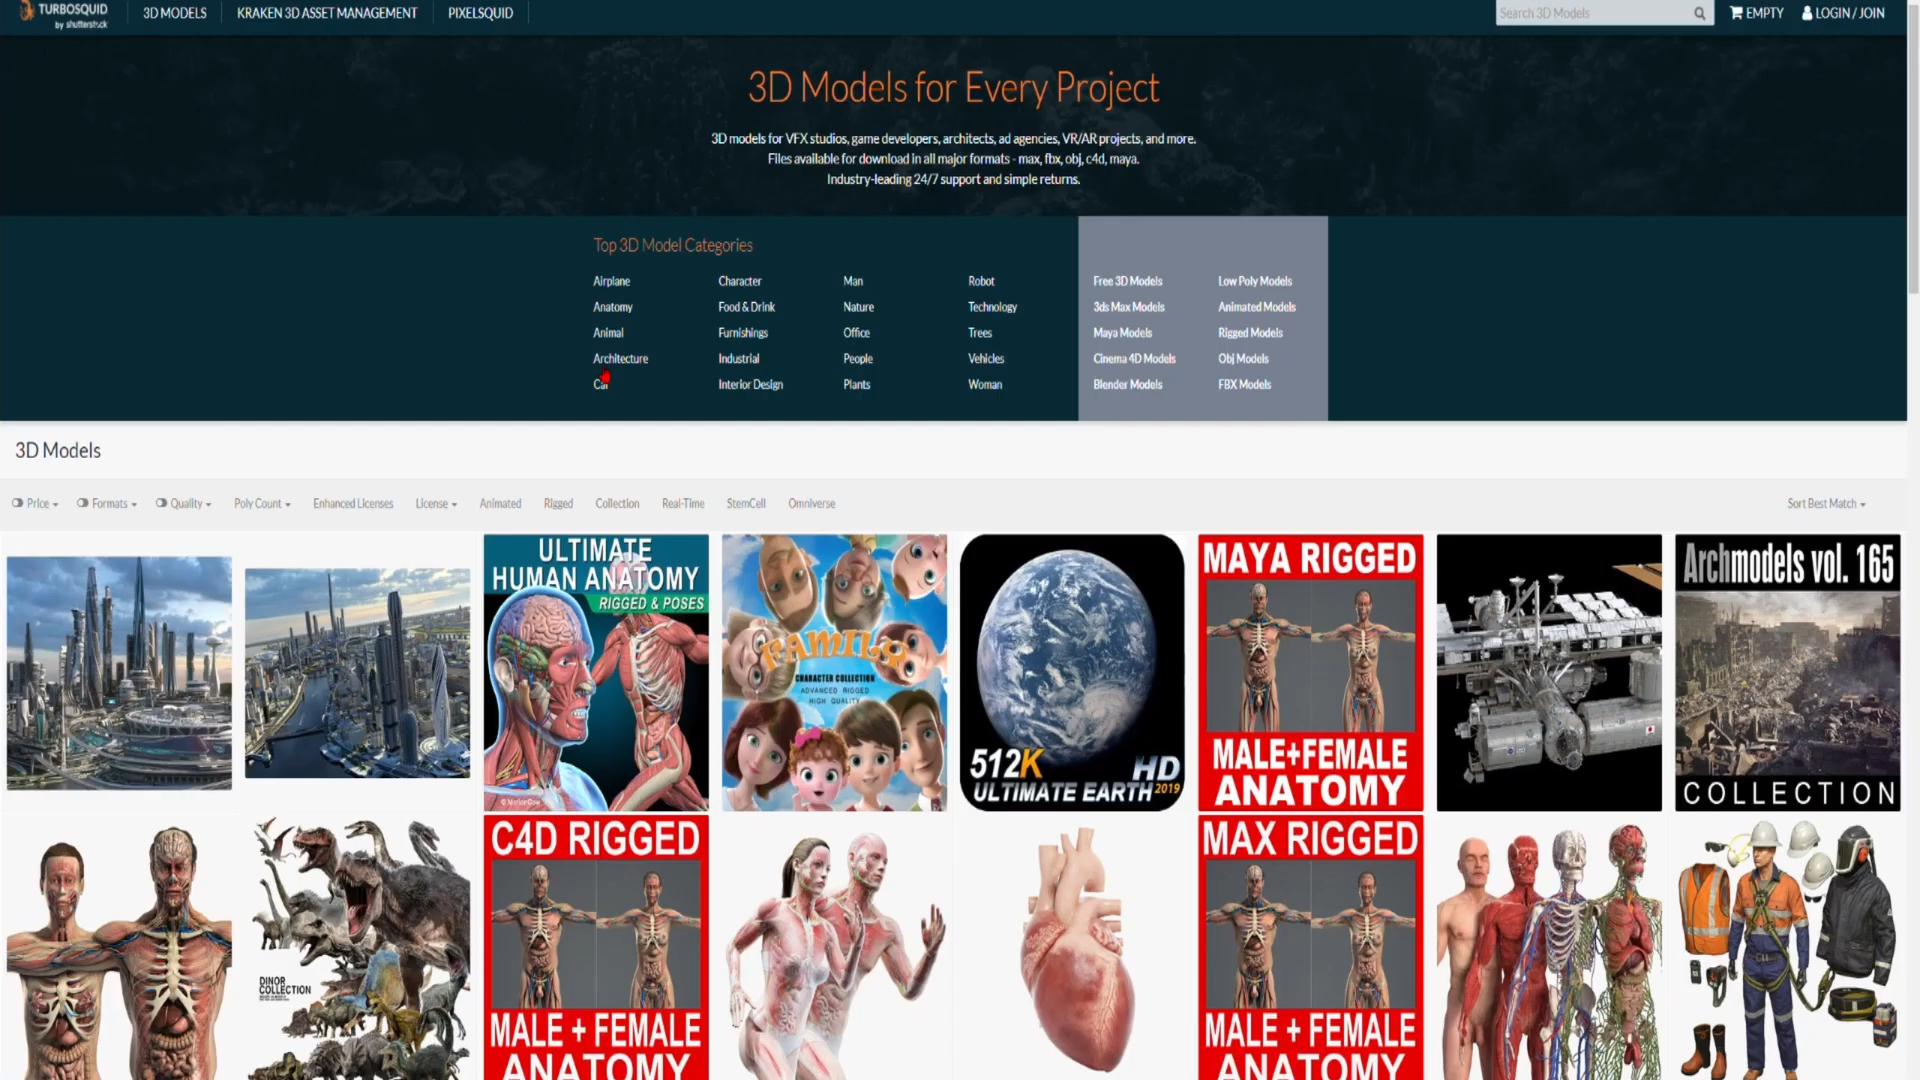 TURBOSQUID
by shutterstock
3D MODELS
KRAKEN 3D ASSET MANAGEMENT
PIXELSQUID
Search 3D Models
EMPTY
LOGIN / JOIN
3D Models for Every Project
3D models for VFX studios, game developers, architects, ad agencies, VR/AR projects, and more.
Files available for download in all major formats - max, fbx, obj, c4d, maya.
Industry-leading 24/7 support and simple returns.
Top 3D Model Categories
Airplane
Anatomy
Animal
Architecture
Car
Character
Food & Drink
Furnishings
Industrial
Interior Design
Man
Nature
Office
People
Plants
Robot
Technology
Trees
Vehicles
Woman
Free 3D Models
3ds Max Models
Maya Models
Cinema 4D Models
Blender Models
Low Poly Models
Animated Models
Rigged Models
Obj Models
FBX Models
3D Models
Price
Formats
Quality
Poly Count
Enhanced Licenses
License
Animated
Rigged
Collection
Real-Time
StemCell
Omniverse
Sort Best Match
ULTIMATE
HUMAN ANATOMY
RIGGED & POSES
FAMILY
CHARACTER COLLECTION
ADVANCED RIGGED
HIGH QUALITY
512K
HD
ULTIMATE EARTH 2019
MAYA RIGGED
MALE+FEMALE
ANATOMY
Archmodels vol. 165
COLLECTION
DINOR
COLLECTION
C4D RIGGED
MALE + FEMALE
ANATOMY
MAX RIGGED
MALE + FEMALE
ANATOMY